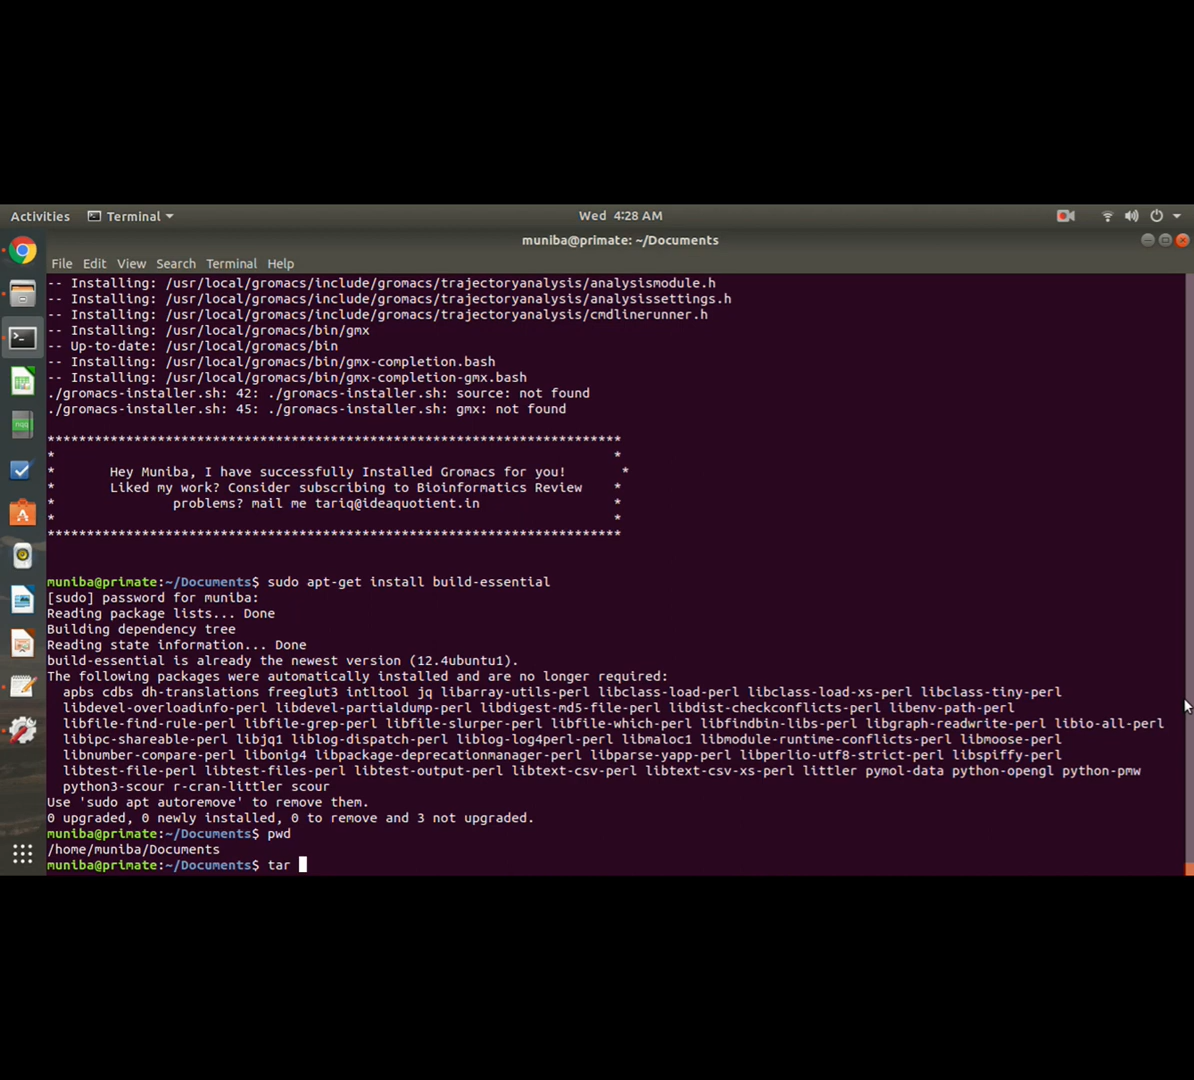 Activities Terminal Wed 4:28 AM
muniba@primate: ~/Documents
File Edit View Search Terminal Help
-- Installing: /usr/local/gromacs/include/gromacs/trajectoryanalysis/analysismodule.h
-- Installing: /usr/local/gromacs/include/gromacs/trajectoryanalysis/analysissettings.h
-- Installing: /usr/local/gromacs/include/gromacs/trajectoryanalysis/cmdlinerunner.h
-- Installing: /usr/local/gromacs/bin/gmx
-- Up-to-date: /usr/local/gromacs/bin
-- Installing: /usr/local/gromacs/bin/gmx-completion.bash
-- Installing: /usr/local/gromacs/bin/gmx-completion-gmx.bash
./gromacs-installer.sh: 42: ./gromacs-installer.sh: source: not found
./gromacs-installer.sh: 45: ./gromacs-installer.sh: gmx: not found
*************************************************************************
* *
* Hey Muniba, I have successfully Installed Gromacs for you! *
* Liked my work? Consider subscribing to Bioinformatics Review *
* problems? mail me tariq@ideaquotient.in *
* *
*************************************************************************
muniba@primate:~/Documents$ sudo apt-get install build-essential
[sudo] password for muniba:
Reading package lists... Done
Building dependency tree
Reading state information... Done
build-essential is already the newest version (12.4ubuntu1).
The following packages were automatically installed and are no longer required:
apbs cdbs dh-translations freeglut3 intltool jq libarray-utils-perl libclass-load-perl libclass-load-xs-perl libclass-tiny-perl
libdevel-overloadinfo-perl libdevel-partialdump-perl libdigest-md5-file-perl libdist-checkconflicts-perl libenv-path-perl
libfile-find-rule-perl libfile-grep-perl libfile-slurper-perl libfile-which-perl libfindbin-libs-perl libgraph-readwrite-perl libio-all-perl
libipc-shareable-perl libjq1 liblog-dispatch-perl liblog-log4perl-perl libmaloc1 libmodule-runtime-conflicts-perl libmoose-perl
libnumber-compare-perl libonig4 libpackage-deprecationmanager-perl libparse-yapp-perl libperlio-utf8-strict-perl libspiffy-perl
libtest-file-perl libtest-files-perl libtest-output-perl libtext-csv-perl libtext-csv-xs-perl littler pymol-data python-opengl python-pmw
python3-scour r-cran-littler scour
Use 'sudo apt autoremove' to remove them.
0 upgraded, 0 newly installed, 0 to remove and 3 not upgraded.
muniba@primate:~/Documents$ pwd
/home/muniba/Documents
muniba@primate:~/Documents$ tar